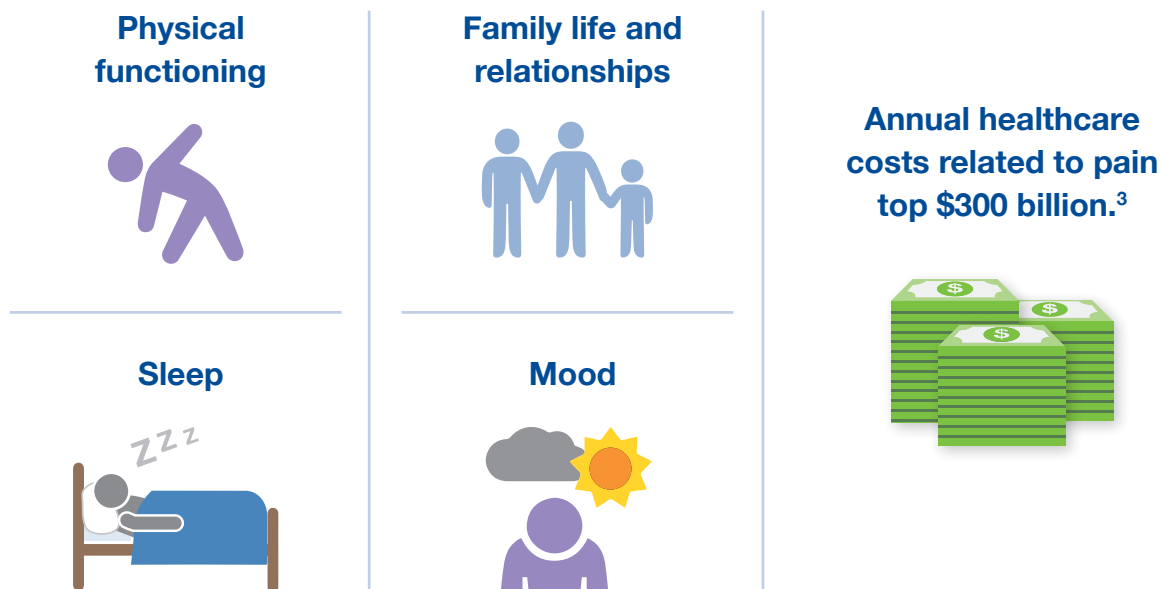 Physical
functioning
Family life and
relationships
Annual healthcare
costs related to pain
top $300 billion.³
$
$
$
Sleep
Mood
Z Z Z